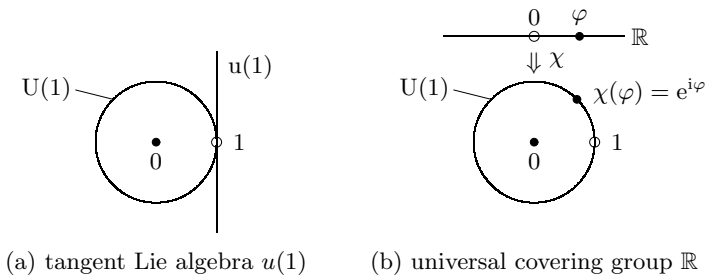 U(1)
u(1)
1
0
(a) tangent Lie algebra u(1)
0
φ
ℝ
⇓ χ
U(1)
χ(φ) = e^{iφ}
1
0
(b) universal covering group ℝ